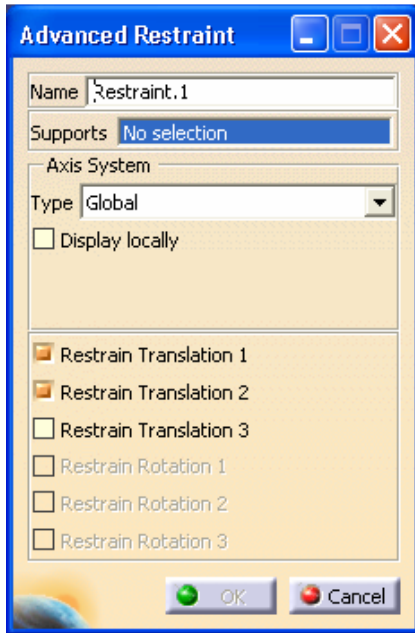 Advanced Restraint
Name Restraint.1
Supports No selection
Axis System
Type Global
Display locally
Restrain Translation 1
Restrain Translation 2
Restrain Translation 3
Restrain Rotation 1
Restrain Rotation 2
Restrain Rotation 3
OK Cancel